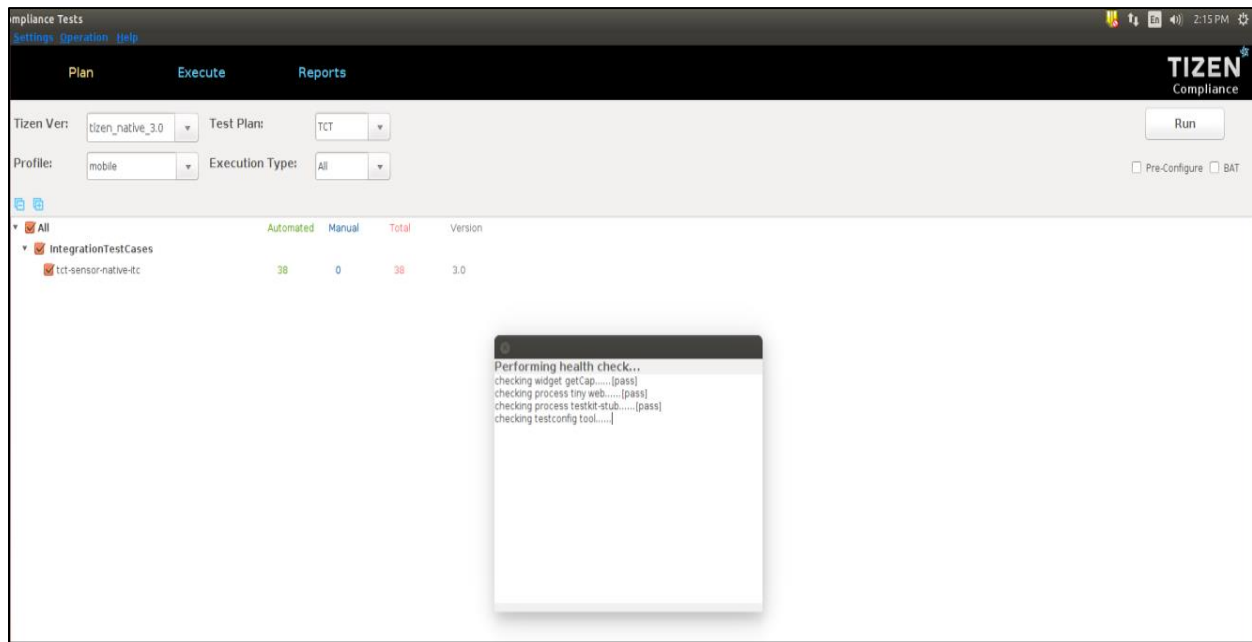 mpliance Tests
En 2:15 PM
Settings Operation Help
Plan Execute Reports
TIZEN
Compliance
Tizen Ver: tizen_native_3.0 Test Plan: TCT Run
Profile: mobile Execution Type: All Pre-Configure BAT
All Automated Manual Total Version
IntegrationTestCases
tct-sensor-native-itc 38 0 38 3.0
Performing health check...
checking widget getCap......[pass]
checking process tiny web......[pass]
checking process testkit-stub......[pass]
checking testconfig tool......